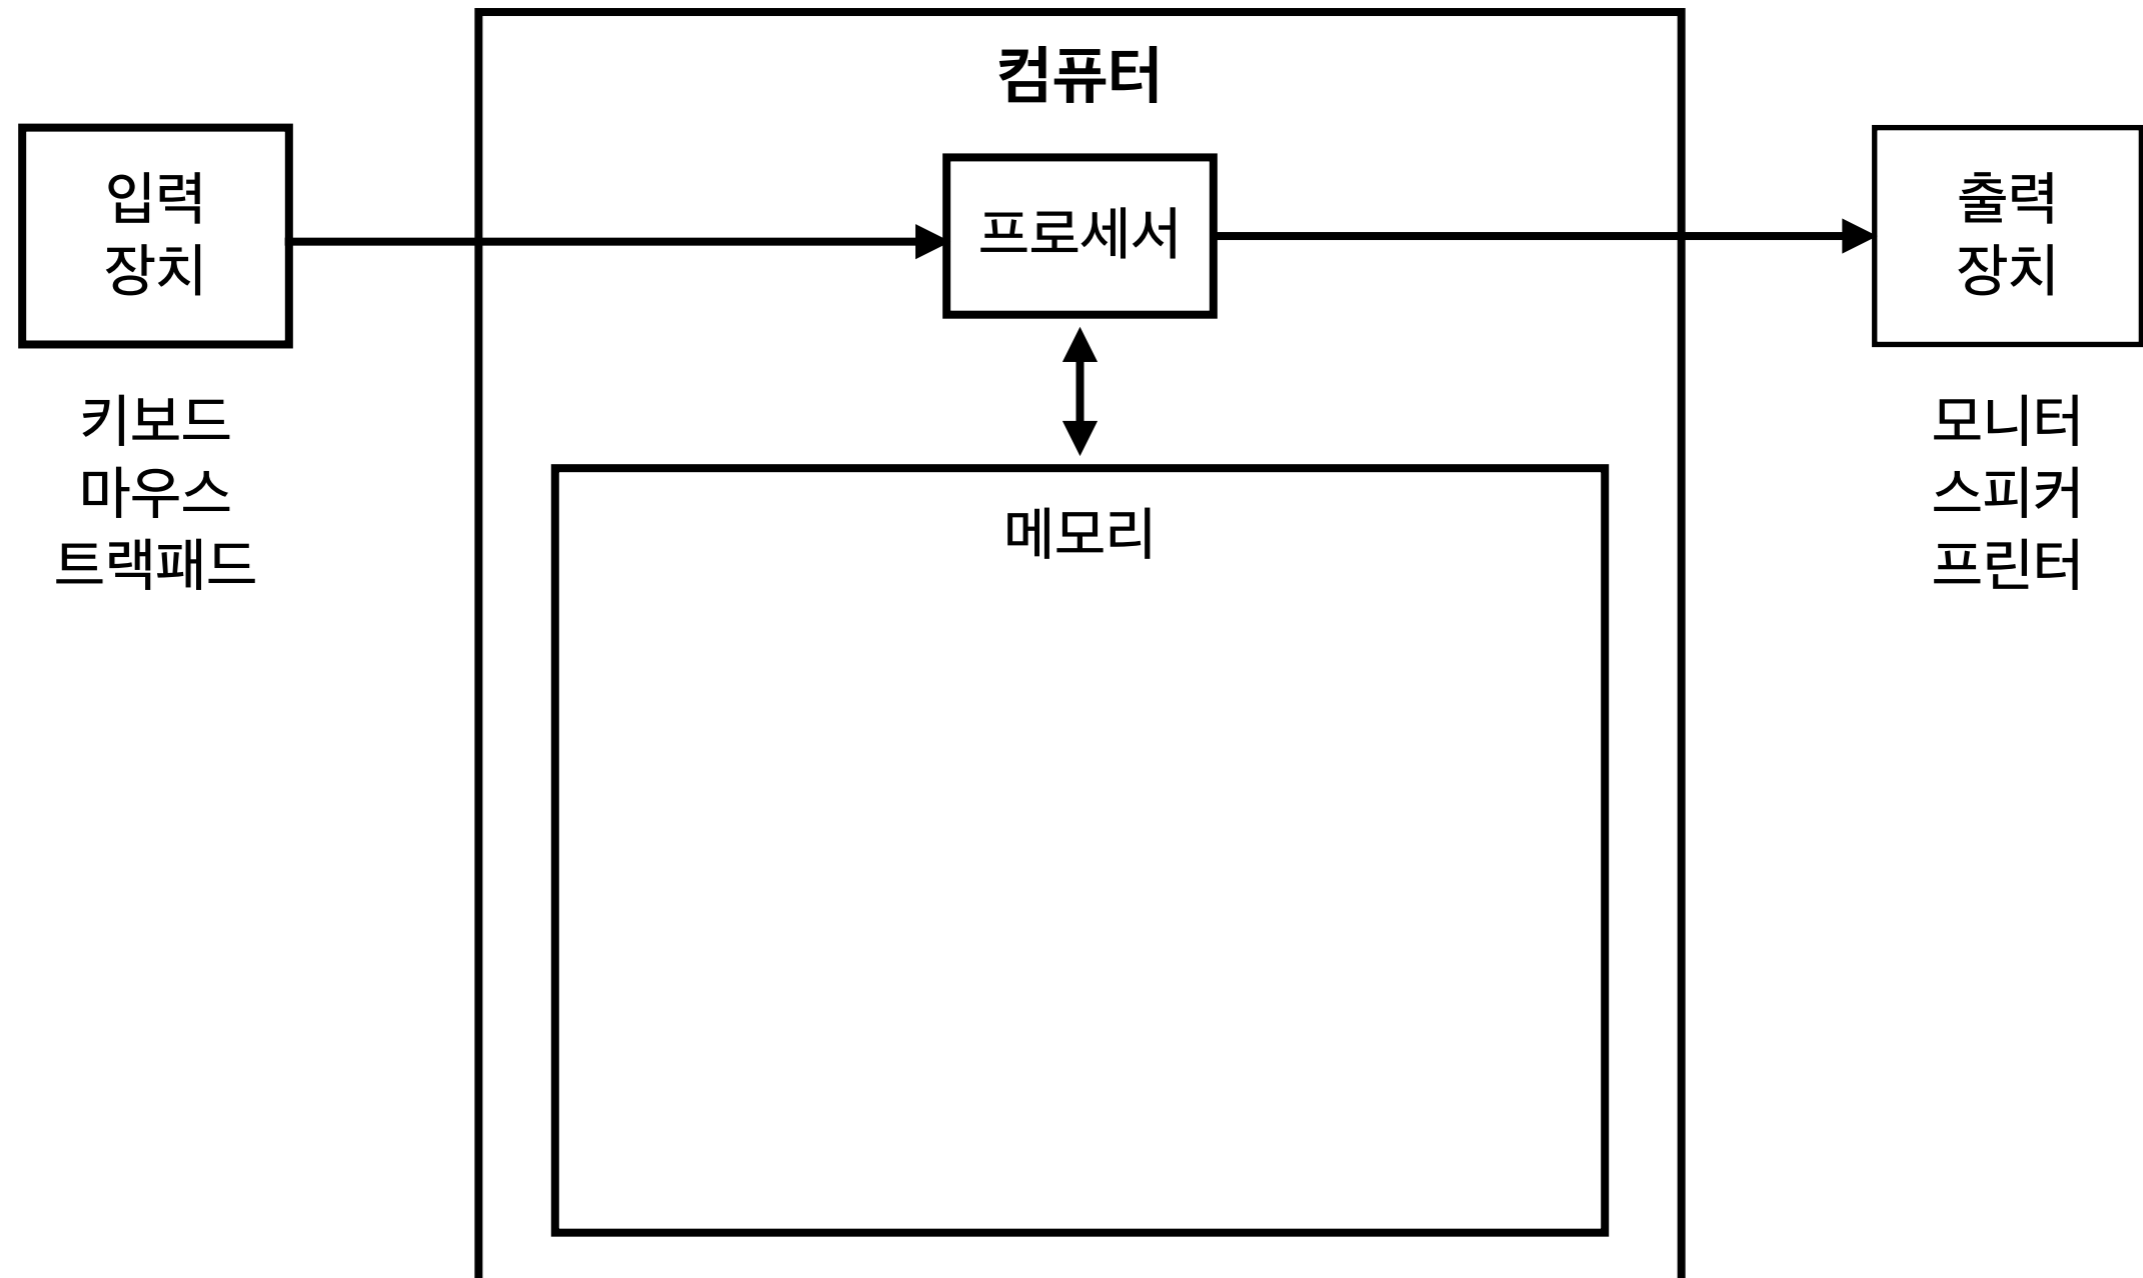 컴퓨터
입력
장치
프로세서
출력
장치
키보드
마우스
트랙패드
모니터
스피커
프린터
메모리